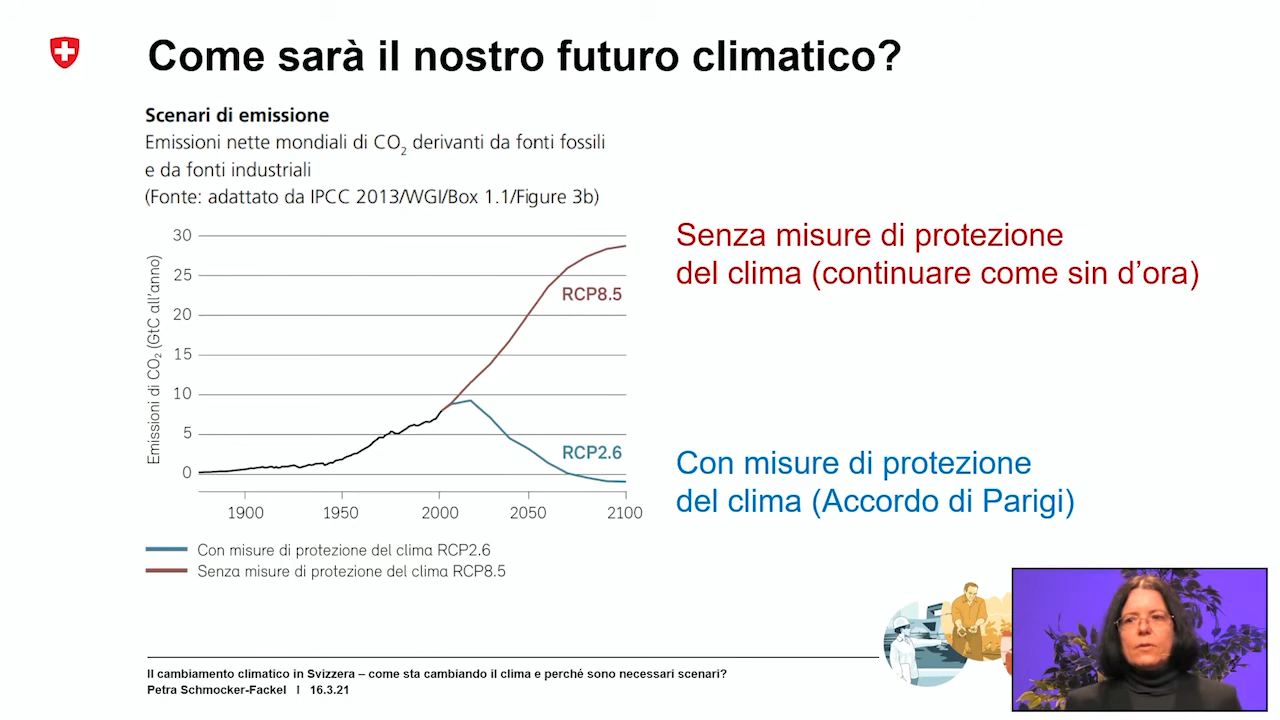 Come sarà il nostro futuro climatico?
Scenari di emissione
Emissioni nette mondiali di CO₂ derivanti da fonti fossili
e da fonti industriali
(Fonte: adattato da IPCC 2013/WGI/Box 1.1/Figure 3b)
Emissioni di CO₂ (GtC all'anno)
30
25
20
15
10
5
0
RCP8.5
RCP2.6
1900 1950 2000 2050 2100
Con misure di protezione del clima RCP2.6
Senza misure di protezione del clima RCP8.5
Senza misure di protezione
del clima (continuare come sin d'ora)
Con misure di protezione
del clima (Accordo di Parigi)
Il cambiamento climatico in Svizzera – come sta cambiando il clima e perché sono necessari scenari?
Petra Schmocker-Fackel I 16.3.21